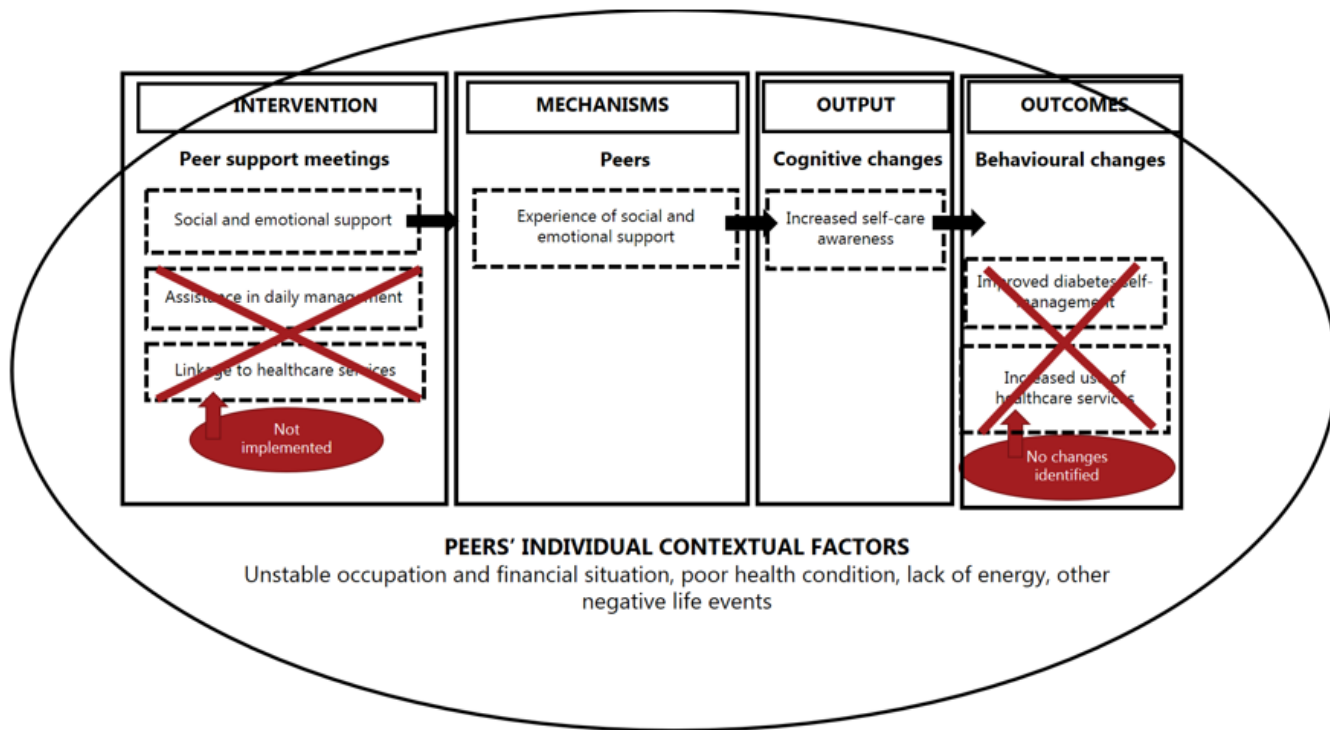 INTERVENTION
Peer support meetings
Social and emotional support
Assistance in daily management
Linkage to healthcare services
Not
implemented
MECHANISMS
Peers
Experience of social and
emotional support
OUTPUT
Cognitive changes
Increased self-care
awareness
OUTCOMES
Behavioural changes
Improved diabetes self-
management
Increased use of
healthcare services
No changes
identified
PEERS' INDIVIDUAL CONTEXTUAL FACTORS
Unstable occupation and financial situation, poor health condition, lack of energy, other
negative life events